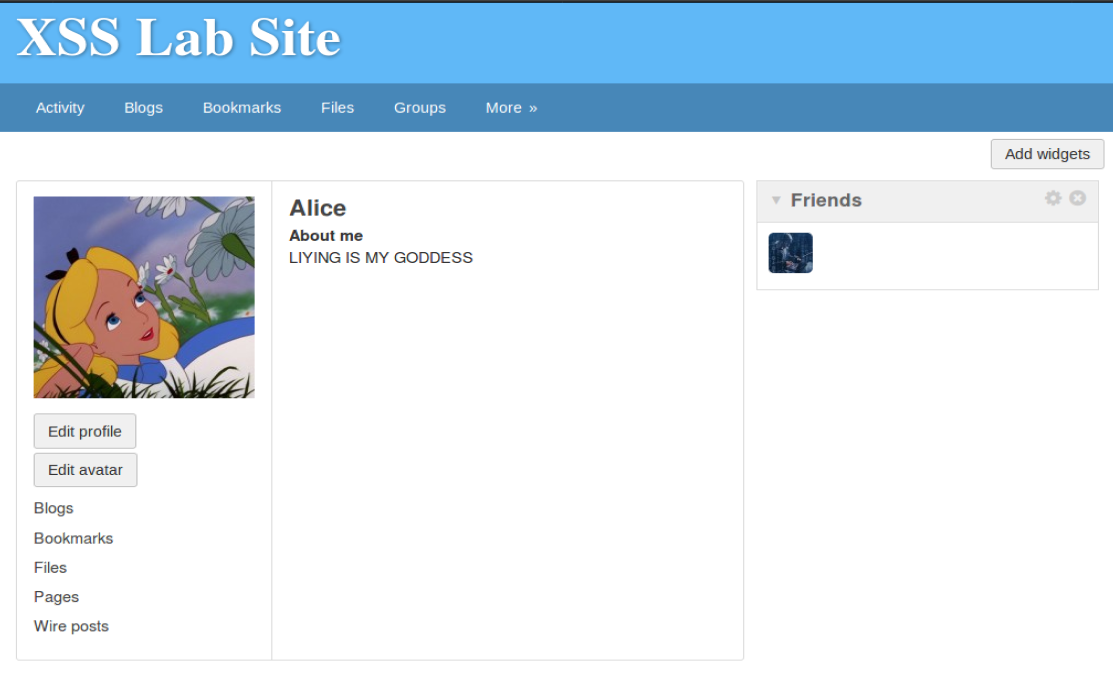 XSS Lab Site
Activity Blogs Bookmarks Files Groups More »
Add widgets
Alice
About me
LIYING IS MY GODDESS
Edit profile
Edit avatar
Blogs
Bookmarks
Files
Pages
Wire posts
Friends